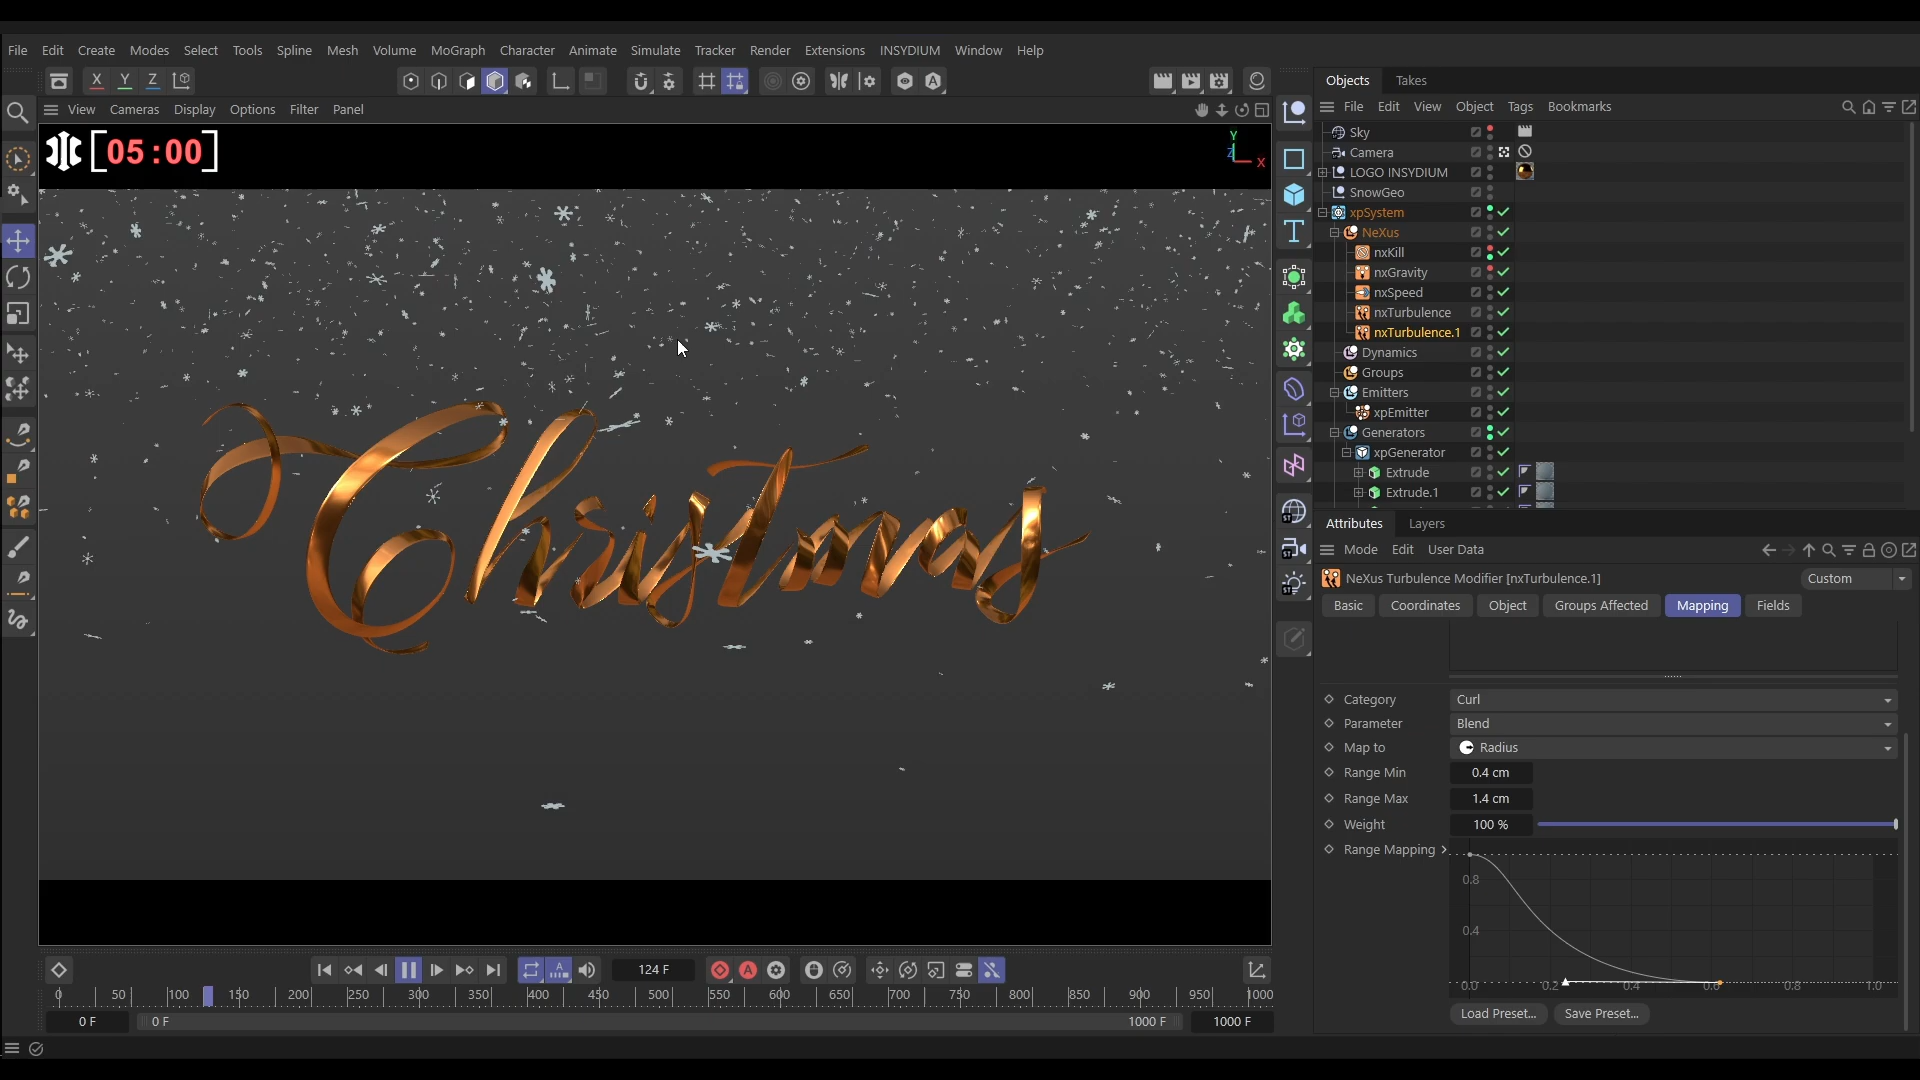 File Edit Create Modes Select Tools Spline Mesh Volume MoGraph Character Animate Simulate Tracker Render Extensions INSYDIUM Window Help
X Y Z
Objects Takes
View Cameras Display Options Filter Panel
File Edit View Object Tags Bookmarks
[05:00]
Y
Z
X
Sky
Camera
LOGO INSYDIUM
SnowGeo
xpSystem
NeXus
nxKill
nxGravity
nxSpeed
nxTurbulence
nxTurbulence.1
Dynamics
Groups
Emitters
xpEmitter
Generators
xpGenerator
Extrude
Extrude.1
Christmas
Attributes Layers
Mode Edit User Data
NeXus Turbulence Modifier [nxTurbulence.1] Custom
Basic Coordinates Object Groups Affected Mapping Fields
Category Curl
Parameter Blend
Map to Radius
Range Min 0.4 cm
Range Max 1.4 cm
Weight 100 %
Range Mapping
0.8
0.4
0.0 0.2 0.4 0.6 0.8 1.0
Load Preset... Save Preset...
124 F
0 50 100 150 200 250 300 350 400 450 500 550 600 650 700 750 800 850 900 950 1000
0 F 0 F 1000 F 1000 F